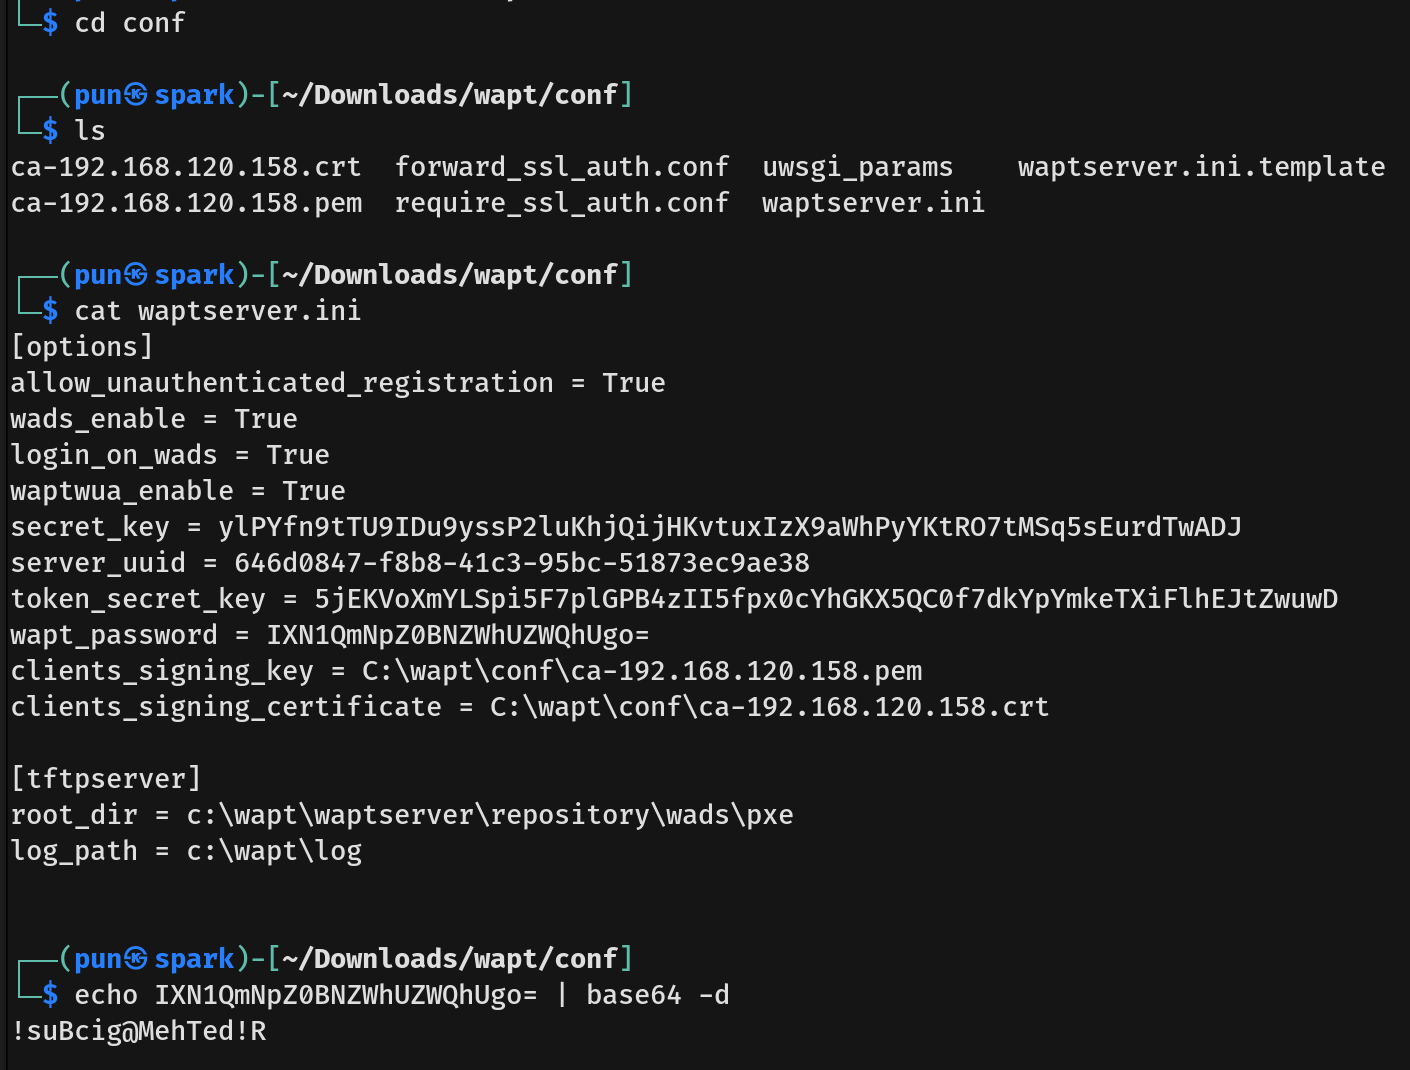 └─$ cd conf
┌──(pun㉿spark)-[~/Downloads/wapt/conf]
└─$ ls
ca-192.168.120.158.crt  forward_ssl_auth.conf  uwsgi_params    waptserver.ini.template
ca-192.168.120.158.pem  require_ssl_auth.conf  waptserver.ini
┌──(pun㉿spark)-[~/Downloads/wapt/conf]
└─$ cat waptserver.ini
[options]
allow_unauthenticated_registration = True
wads_enable = True
login_on_wads = True
waptwua_enable = True
secret_key = ylPYfn9tTU9IDu9yssP2luKhjQijHKvtuxIzX9aWhPyYKtRO7tMSq5sEurdTwADJ
server_uuid = 646d0847-f8b8-41c3-95bc-51873ec9ae38
token_secret_key = 5jEKVoXmYLSpi5F7plGPB4zII5fpx0cYhGKX5QC0f7dkYpYmkeTXiFlhEJtZwuwD
wapt_password = IXN1QmNpZ0BNZWhUZWQhUgo=
clients_signing_key = C:\wapt\conf\ca-192.168.120.158.pem
clients_signing_certificate = C:\wapt\conf\ca-192.168.120.158.crt
[tftpserver]
root_dir = c:\wapt\waptserver\repository\wads\pxe
log_path = c:\wapt\log
┌──(pun㉿spark)-[~/Downloads/wapt/conf]
└─$ echo IXN1QmNpZ0BNZWhUZWQhUgo= | base64 -d
!suBcig@MehTed!R